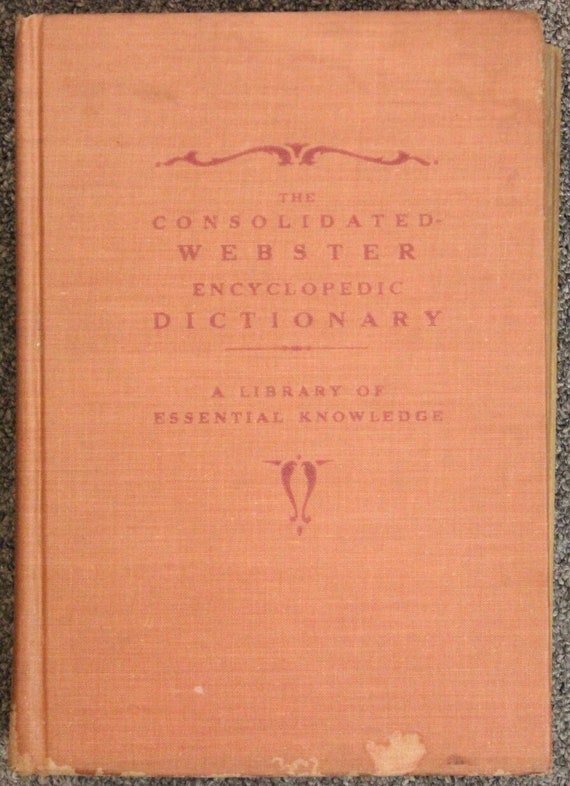 THE
CONSOLIDATED-
WEBSTER
ENCYCLOPEDIC
DICTIONARY
A LIBRARY OF
ESSENTIAL KNOWLEDGE